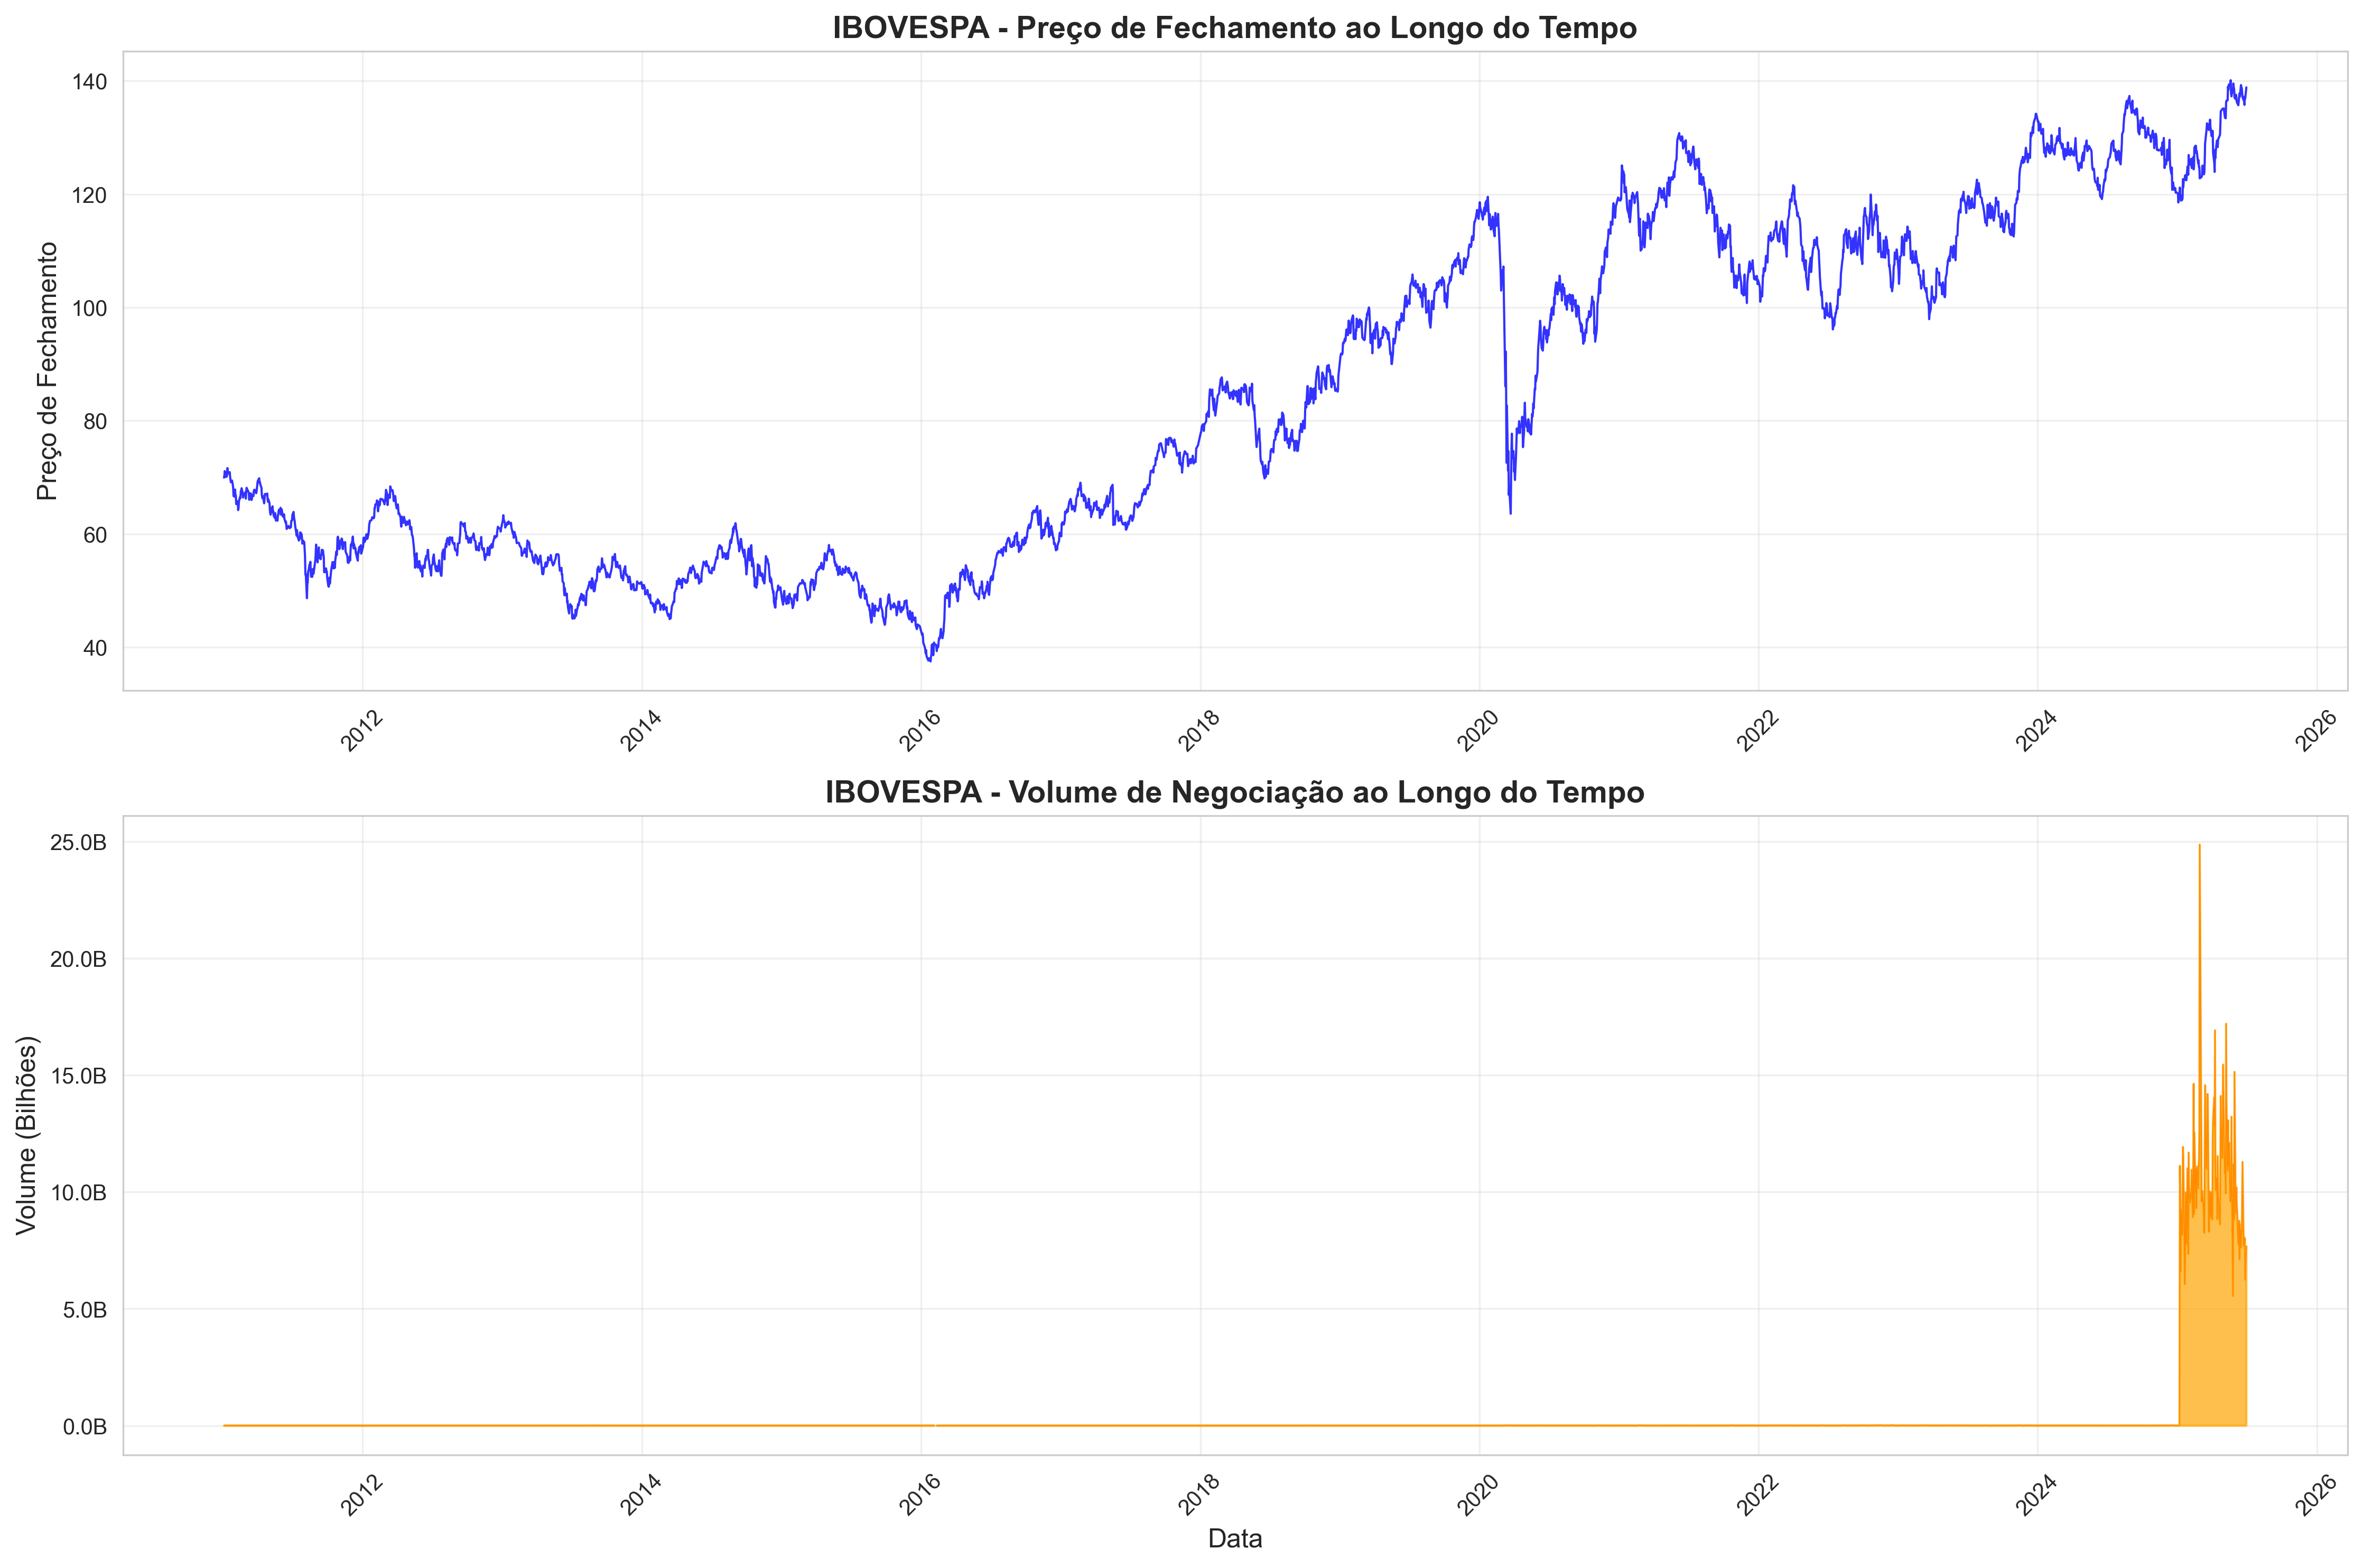 IBOVESPA - Preço de Fechamento ao Longo do Tempo
Preço de Fechamento
140
120
100
80
60
40
2012
2014
2016
2018
2020
2022
2024
2026
IBOVESPA - Volume de Negociação ao Longo do Tempo
Volume (Bilhões)
25.0B
20.0B
15.0B
10.0B
5.0B
0.0B
2012
2014
2016
2018
2020
2022
2024
2026
Data